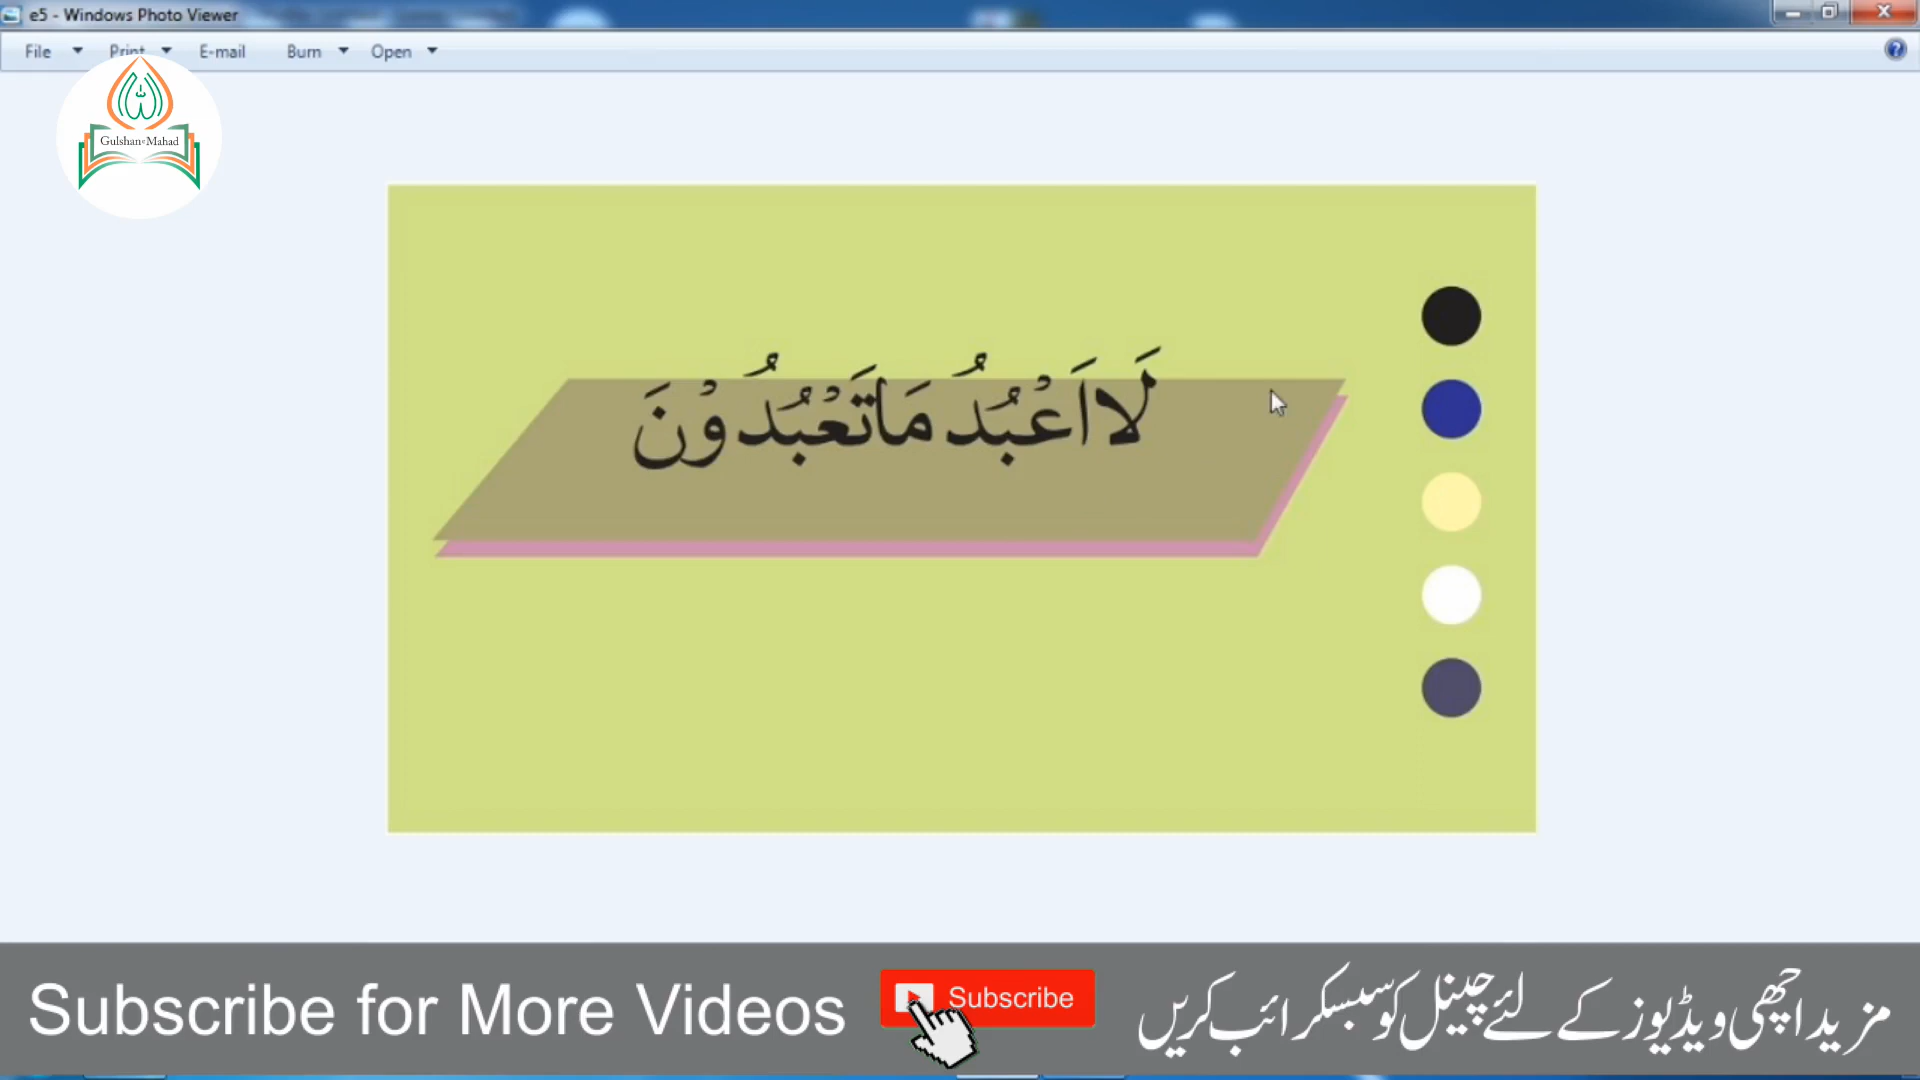 e5 - Windows Photo Viewer
File Print E-mail Burn Open
Gulshan-e-Mahad
لَا اَعْبُدُ مَا تَعْبُدُوْنَ
Subscribe for More Videos
Subscribe
مزید اچھی ویڈیوز کے لئے چینل کو سبسکرائب کریں